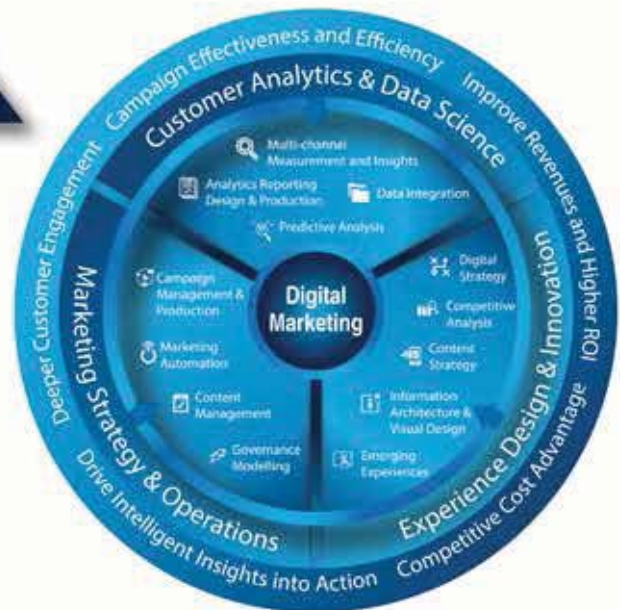 Campaign Effectiveness and Efficiency
Improve Revenues and Higher ROI
Competitive Cost Advantage
Drive Intelligent Insights into Action
Deeper Customer Engagement
Customer Analytics & Data Science
Experience Design & Innovation
Marketing Strategy & Operations
Multi-channel
Measurement and Insights
Analytics Reporting
Design & Production
Data Integration
Predictive Analysis
Digital
Strategy
Competitive
Analysis
Content
Strategy
Information
Architecture &
Visual Design
Emerging
Experiences
Campaign
Management &
Production
Marketing
Automation
Content
Management
Governance
Modelling
Digital
Marketing